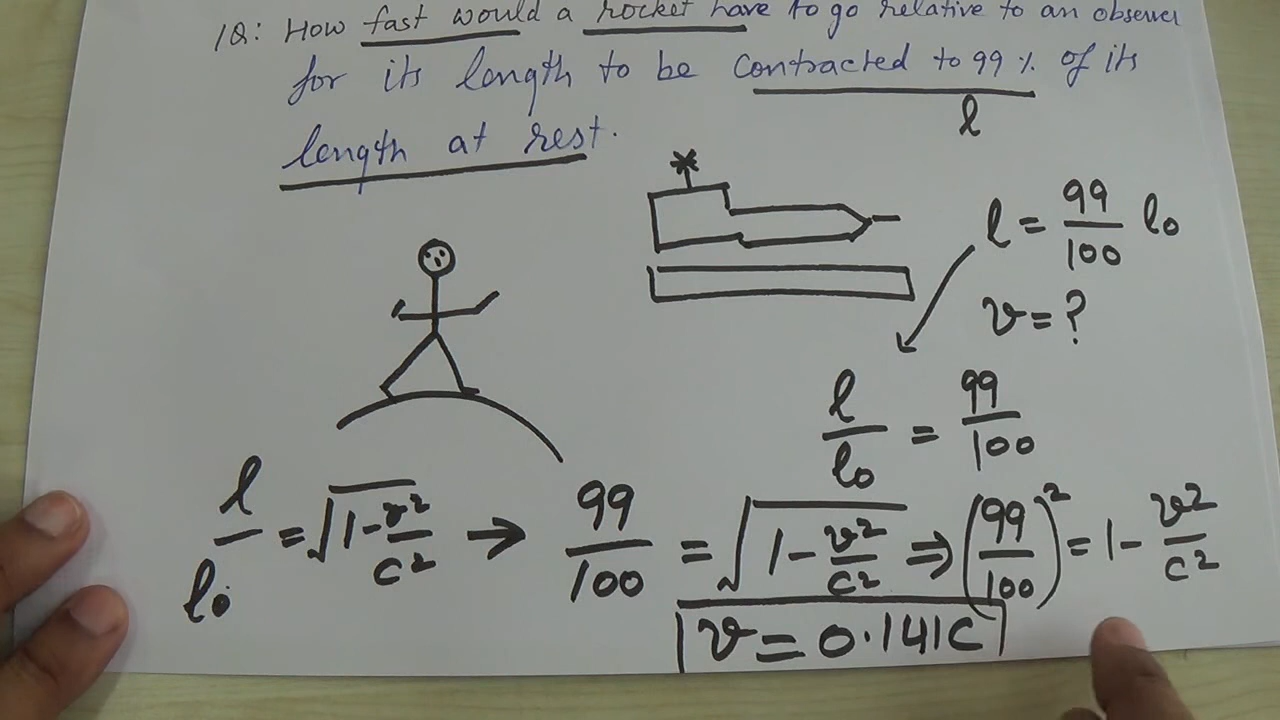 1Q: How fast would a rocket have to go relative to an observer
for its length to be contracted to 99 % of its
l
length at rest.
l = 99/100 l₀
v = ?
l/l₀ = 99/100
l/l₀ = √(1 - v²/c²) → 99/100 = √(1 - v²/c²) ⇒ (99/100)² = 1 - v²/c²
v = 0.141C